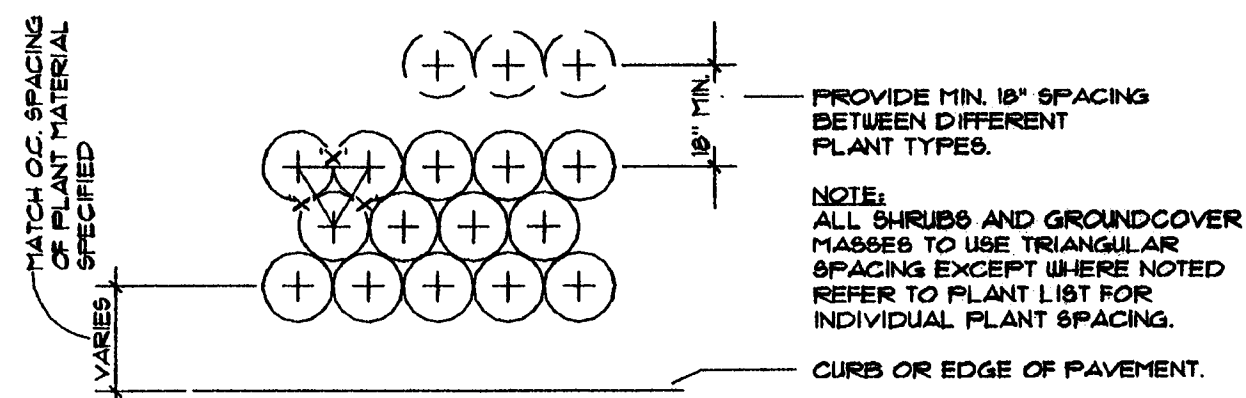 MATCH O.C. SPACING
OF PLANT MATERIAL
SPECIFIED
VARIES
'X'
'X'
'X'
18" MIN.
PROVIDE MIN. 18" SPACING
BETWEEN DIFFERENT
PLANT TYPES.
NOTE:
ALL SHRUBS AND GROUNDCOVER
MASSES TO USE TRIANGULAR
SPACING EXCEPT WHERE NOTED
REFER TO PLANT LIST FOR
INDIVIDUAL PLANT SPACING.
CURB OR EDGE OF PAVEMENT.